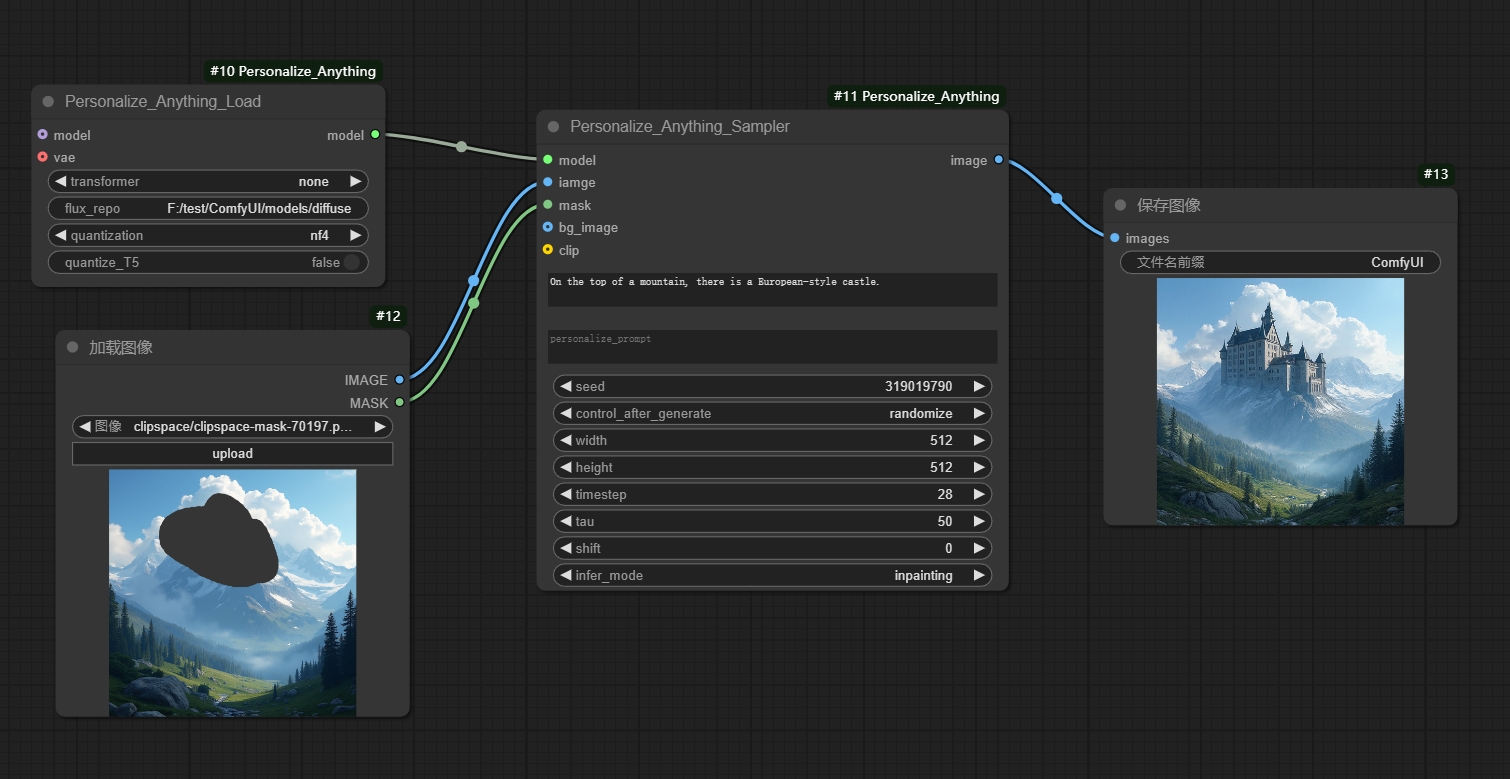 #10 Personalize_Anything
Personalize_Anything_Load
model model
vae
transformer none
flux_repo F:/test/ComfyUI/models/diffuse
quantization nf4
quantize_T5 false
#12
加载图像
IMAGE
MASK
图像 clipspace/clipspace-mask-70197.p...
upload
#11 Personalize_Anything
Personalize_Anything_Sampler
model image
iamge
mask
bg_image
clip
On the top of a mountain, there is a European-style castle.
personalize_prompt
seed 319019790
control_after_generate randomize
width 512
height 512
timestep 28
tau 50
shift 0
infer_mode inpainting
#13
保存图像
images
文件名前缀 ComfyUI